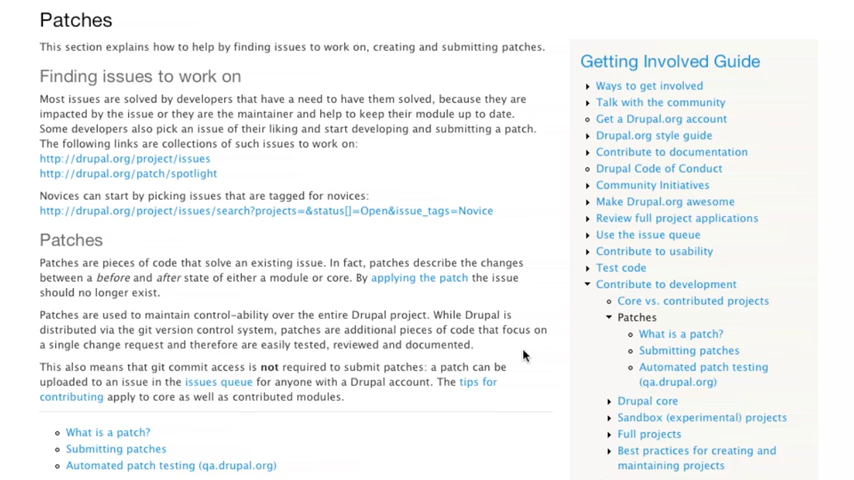 Patches
This section explains how to help by finding issues to work on, creating and submitting patches.
Finding issues to work on
Most issues are solved by developers that have a need to have them solved, because they are
impacted by the issue or they are the maintainer and help to keep their module up to date.
Some developers also pick an issue of their liking and start developing and submitting a patch.
The following links are collections of such issues to work on:
http://drupal.org/project/issues
http://drupal.org/patch/spotlight
Novices can start by picking issues that are tagged for novices:
http://drupal.org/project/issues/search?projects=&status[]=Open&issue_tags=Novice
Patches
Patches are pieces of code that solve an existing issue. In fact, patches describe the changes
between a before and after state of either a module or core. By applying the patch the issue
should no longer exist.
Patches are used to maintain control-ability over the entire Drupal project. While Drupal is
distributed via the git version control system, patches are additional pieces of code that focus on
a single change request and therefore are easily tested, reviewed and documented.
This also means that git commit access is not required to submit patches: a patch can be
uploaded to an issue in the issues queue for anyone with a Drupal account. The tips for
contributing apply to core as well as contributed modules.
What is a patch?
Submitting patches
Automated patch testing (qa.drupal.org)
Getting Involved Guide
Ways to get involved
Talk with the community
Get a Drupal.org account
Drupal.org style guide
Contribute to documentation
Drupal Code of Conduct
Community Initiatives
Make Drupal.org awesome
Review full project applications
Use the issue queue
Contribute to usability
Test code
Contribute to development
Core vs. contributed projects
Patches
What is a patch?
Submitting patches
Automated patch testing
(qa.drupal.org)
Drupal core
Sandbox (experimental) projects
Full projects
Best practices for creating and
maintaining projects